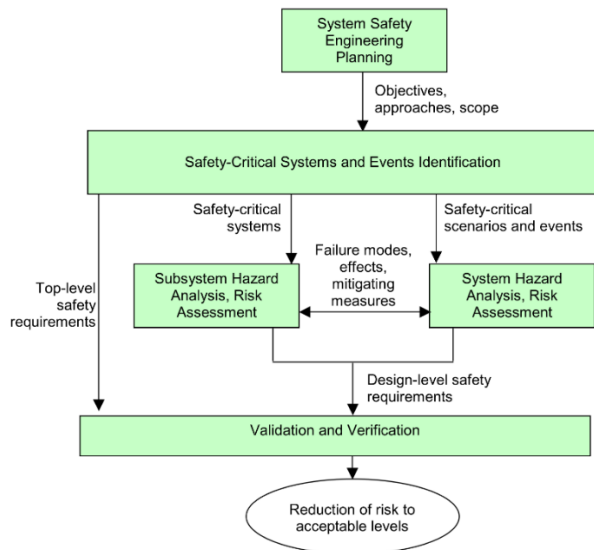 System Safety
Engineering
Planning
Objectives,
approaches, scope
Safety-Critical Systems and Events Identification
Safety-critical
systems
Safety-critical
scenarios and events
Failure modes,
effects,
mitigating
measures
Top-level
safety
requirements
Subsystem Hazard
Analysis, Risk
Assessment
System Hazard
Analysis, Risk
Assessment
Design-level safety
requirements
Validation and Verification
Reduction of risk to
acceptable levels